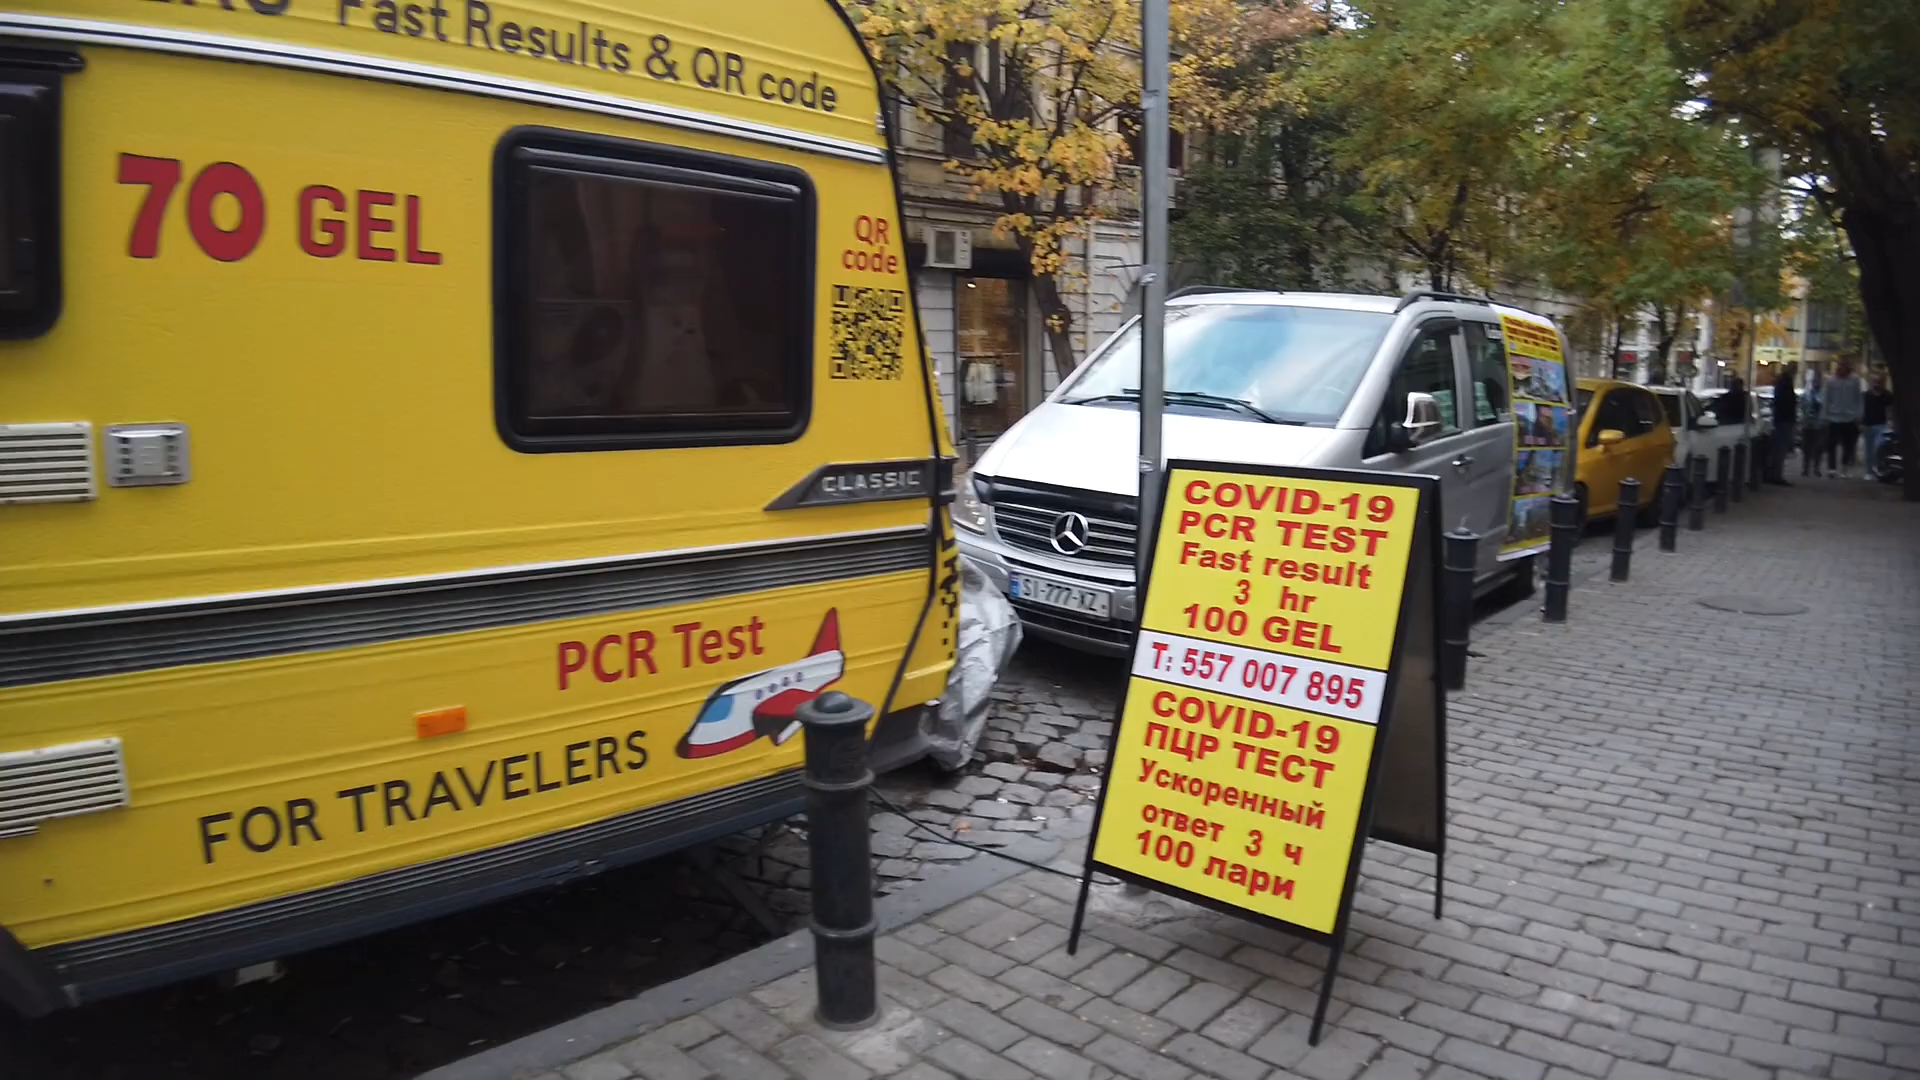 Fast Results & QR code
70 GEL
QR
code
CLASSIC
PCR Test
FOR TRAVELERS
SI-777-XZ
COVID-19
PCR TEST
Fast result
3 hr
100 GEL
T: 557 007 895
COVID-19
ПЦР ТЕСТ
Ускоренный
ответ 3 ч
100 лари